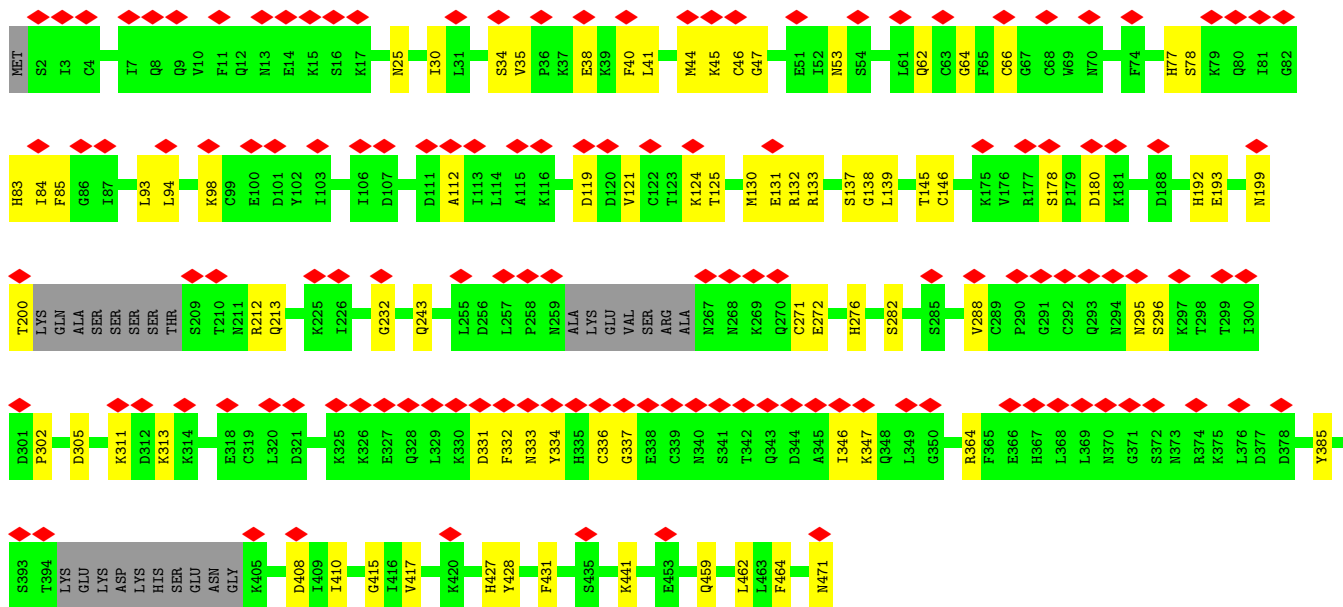 MET S2 I3 C4 I7 Q8 Q9 V10 F11 Q12 N13 E14 K15 S16 K17 N25 I30 L31 S34 V35 P36 K37 E38 K39 F40 L41 M44 K45 C46 G47 E51 I52 N53 S54 L61 Q62 C63 G64 F65 C66 G67 C68 W69 N70 F74 H77 S78 K79 Q80 I81 G82
H83 I84 F85 G86 I87 L93 L94 K98 C99 E100 D101 Y102 I103 I106 D107 D111 A112 I113 L114 A115 K116 D119 D120 V121 C122 T123 K124 T125 M130 E131 R132 R133 S137 G138 L139 T145 C146 K175 V176 R177 S178 P179 D180 K181 D188 H192 E193 N199
T200 LYS GLN ALA SER SER SER SER THR S209 T210 N211 R212 Q213 K225 I226 G232 Q243 L255 D256 L257 P258 N259 ALA LYS GLU VAL SER ARG ALA N267 N268 K269 Q270 C271 E272 H276 S282 S285 V288 C289 P290 G291 C292 Q293 N294 N295 S296 K297 T298 T299 I300
D301 P302 D305 K311 D312 K313 K314 E318 C319 L320 D321 K325 K326 E327 Q328 L329 K330 D331 F332 N333 Y334 H335 C336 G337 E338 C339 N340 S341 T342 Q343 D344 A345 I346 K347 Q348 L349 G350 R364 F365 E366 H367 L368 L369 N370 G371 S372 N373 R374 K375 L376 D377 D378 Y385
S393 T394 LYS GLU LYS ASP LYS HIS SER GLU ASN GLY K405 D408 I409 I410 G415 I416 V417 K420 H427 Y428 F431 S435 K441 E453 Q459 L462 L463 F464 N471